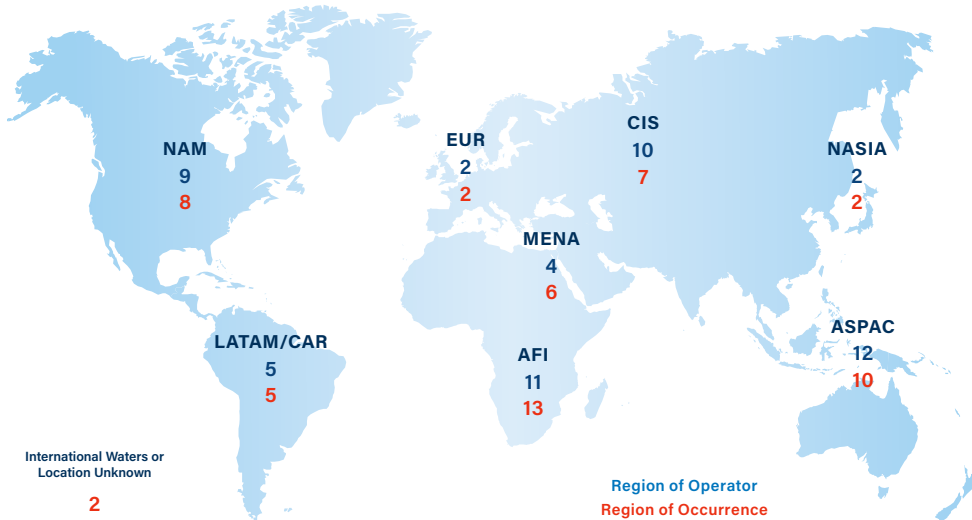 NAM
9
8
EUR
2
2
CIS
10
7
NASIA
2
2
MENA
4
6
LATAM/CAR
5
5
AFI
11
13
ASPAC
12
10
International Waters or
Location Unknown
2
Region of Operator
Region of Occurrence